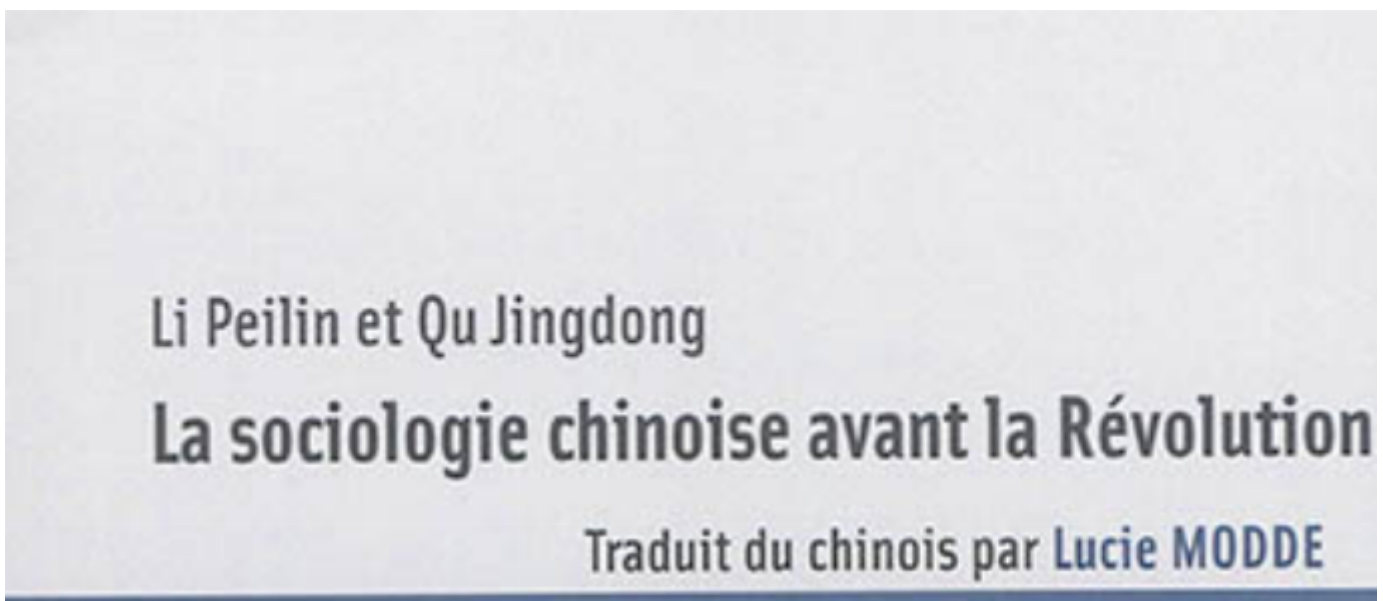 Li Peilin et Qu Jingdong
La sociologie chinoise avant la Révolution
Traduit du chinois par Lucie MODDE